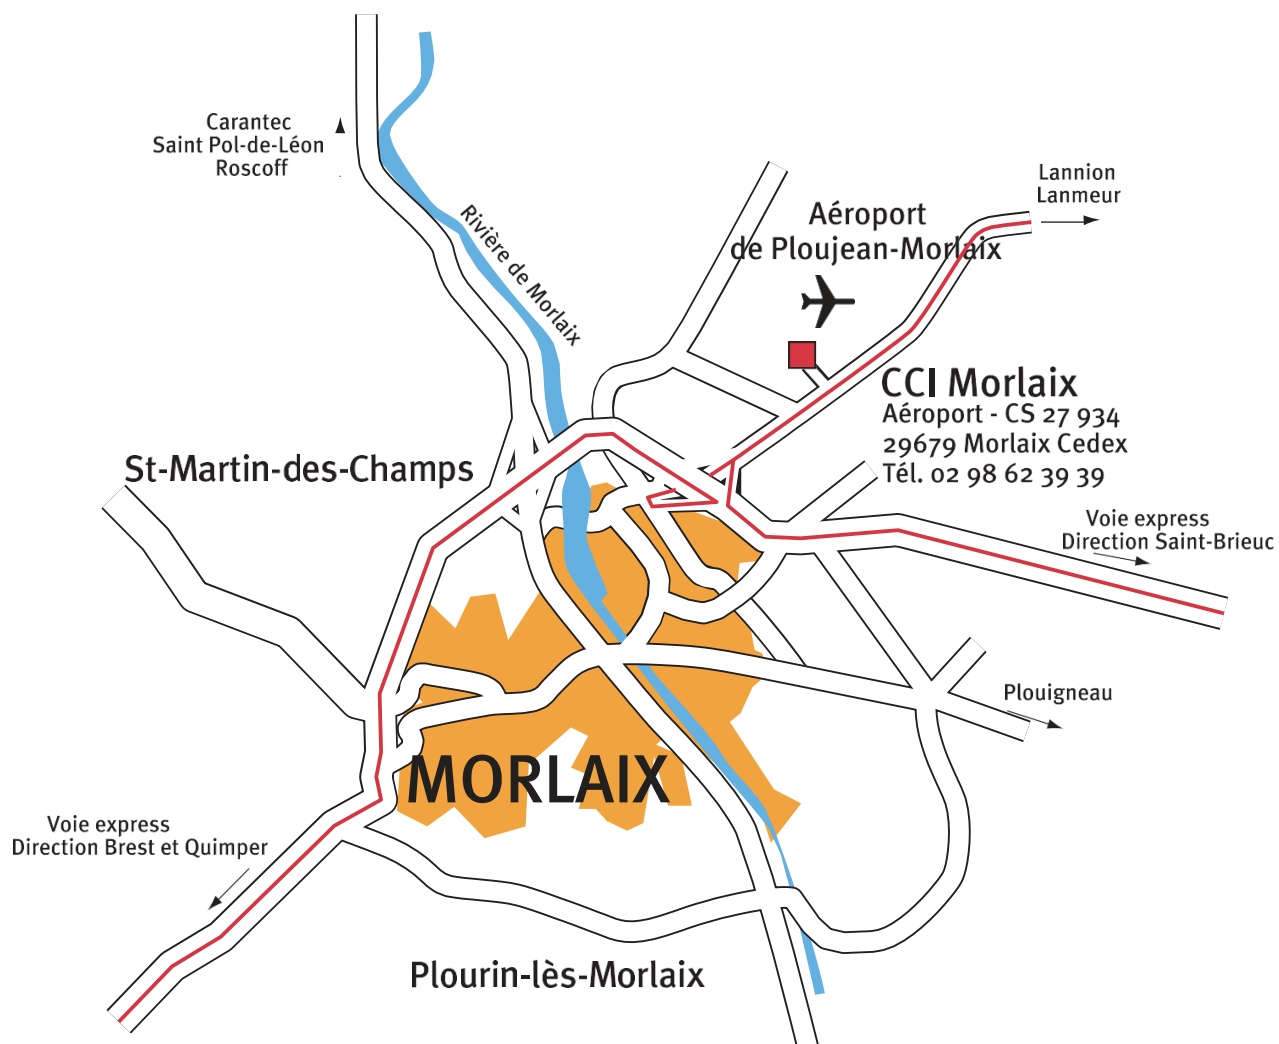 Carantec
Saint Pol-de-Léon
Roscoff
Rivière de Morlaix
Aéroport
de Ploujean-Morlaix
Lannion
Lanmeur
CCI Morlaix
Aéroport - CS 27 934
29679 Morlaix Cedex
Tél. 02 98 62 39 39
St-Martin-des-Champs
Voie express
Direction Saint-Brieuc
Plouigneau
MORLAIX
Voie express
Direction Brest et Quimper
Plourin-lès-Morlaix